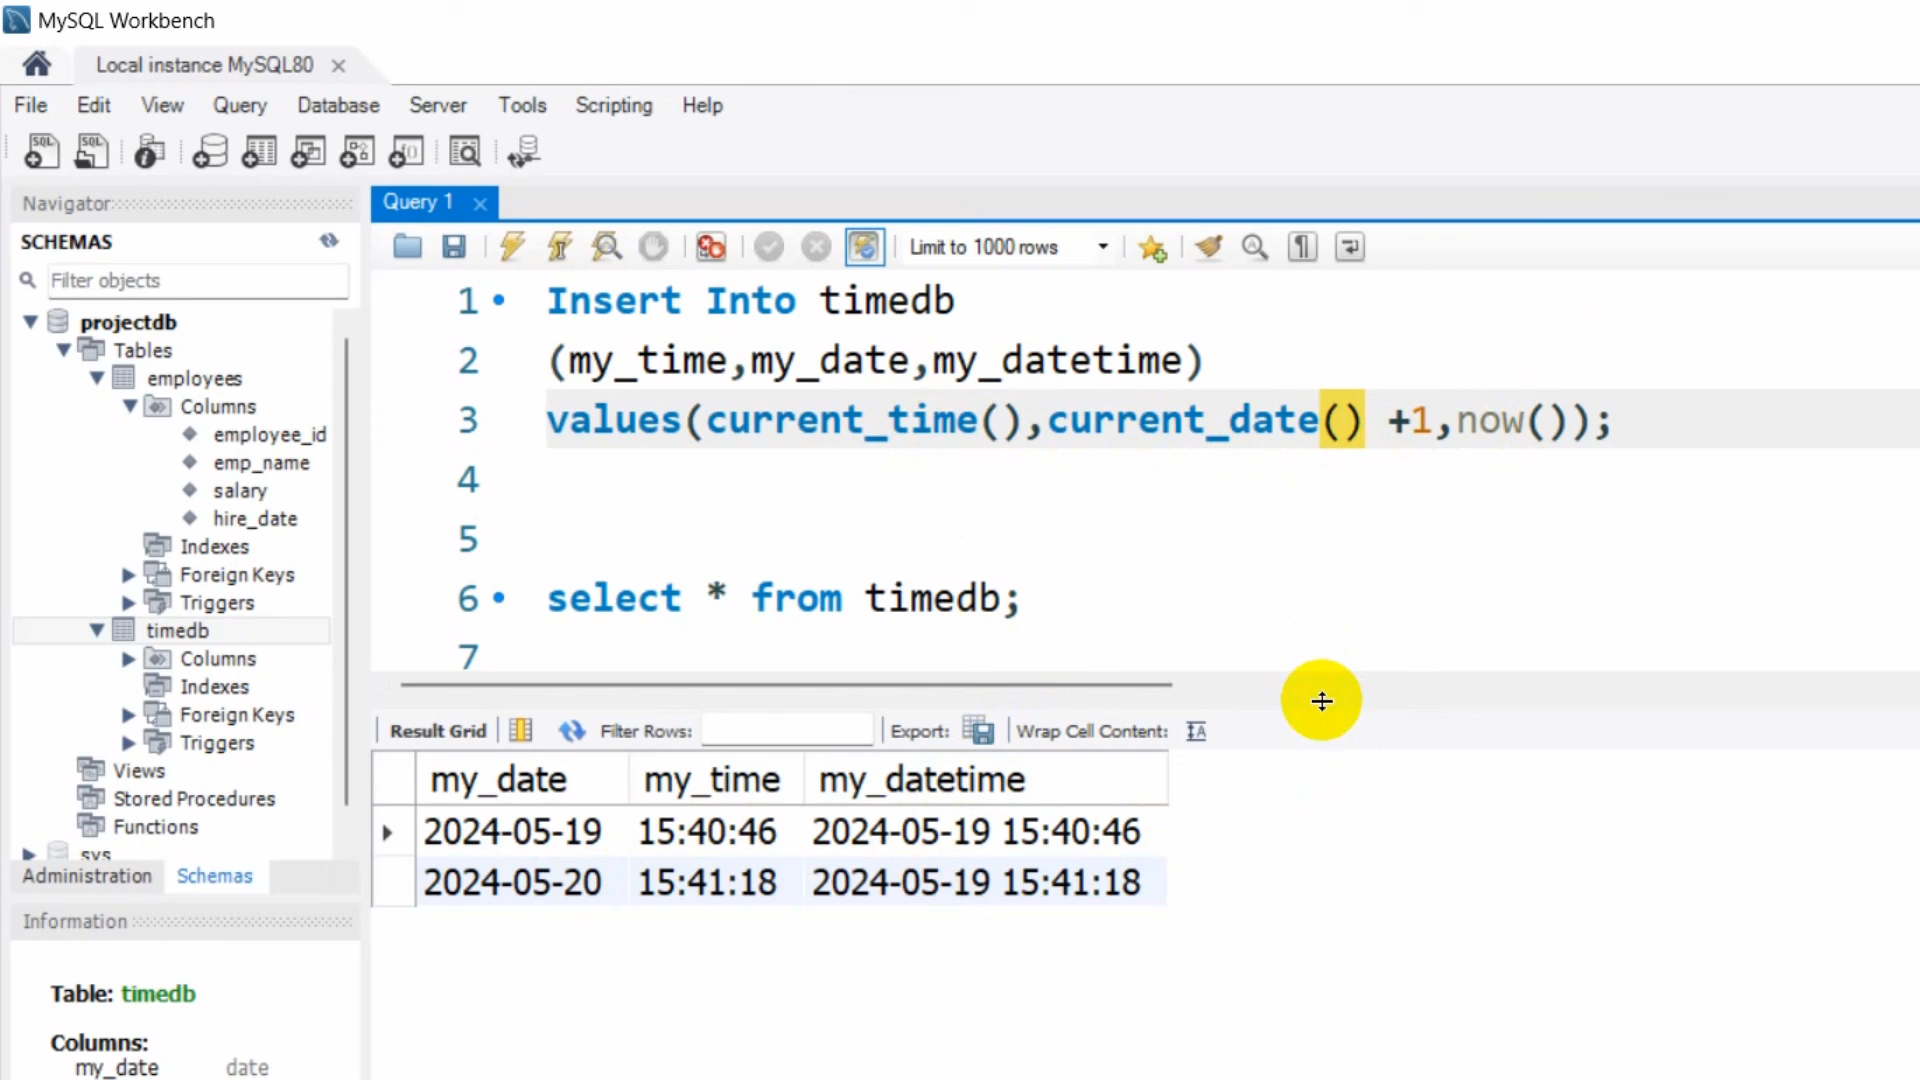 MySQL Workbench
Local instance MySQL80
File Edit View Query Database Server Tools Scripting Help
Navigator
SCHEMAS
Filter objects
projectdb
Tables
employees
Columns
employee_id
emp_name
salary
hire_date
Indexes
Foreign Keys
Triggers
timedb
Columns
Indexes
Foreign Keys
Triggers
Views
Stored Procedures
Functions
sys
Administration Schemas
Information
Table: timedb
Columns:
my_date date
Query 1
Limit to 1000 rows
1 Insert Into timedb
2 (my_time,my_date,my_datetime)
3 values(current_time(),current_date() +1,now());
4
5
6 select * from timedb;
7
Result Grid Filter Rows: Export: Wrap Cell Content:
my_date my_time my_datetime
2024-05-19 15:40:46 2024-05-19 15:40:46
2024-05-20 15:41:18 2024-05-19 15:41:18